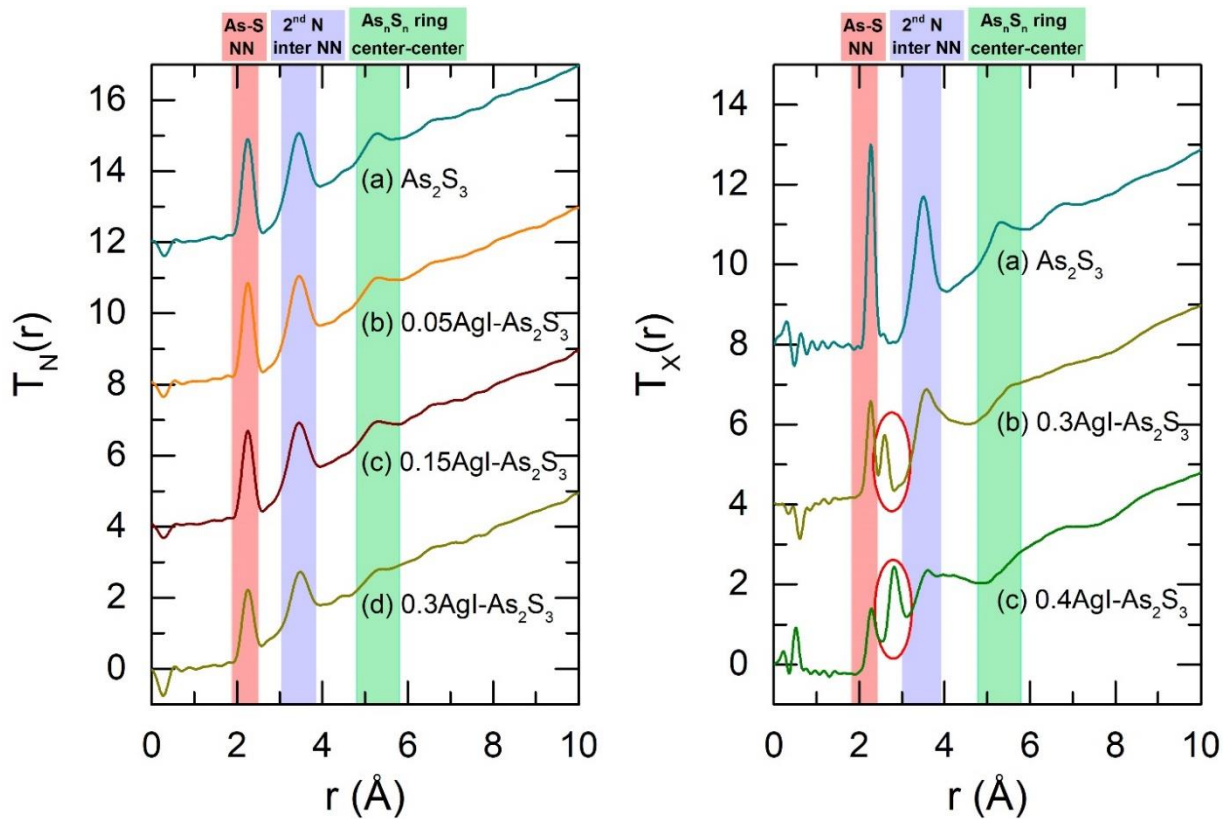 As-S
NN
2nd N
inter NN
AsnSn ring
center-center
16
14
12
10
8
6
4
2
0
TN(r)
(a) As2S3
(b) 0.05AgI-As2S3
(c) 0.15AgI-As2S3
(d) 0.3AgI-As2S3
0 2 4 6 8 10
r (Å)
As-S
NN
2nd N
inter NN
AsnSn ring
center-center
14
12
10
8
6
4
2
0
TX(r)
(a) As2S3
(b) 0.3AgI-As2S3
(c) 0.4AgI-As2S3
0 2 4 6 8 10
r (Å)